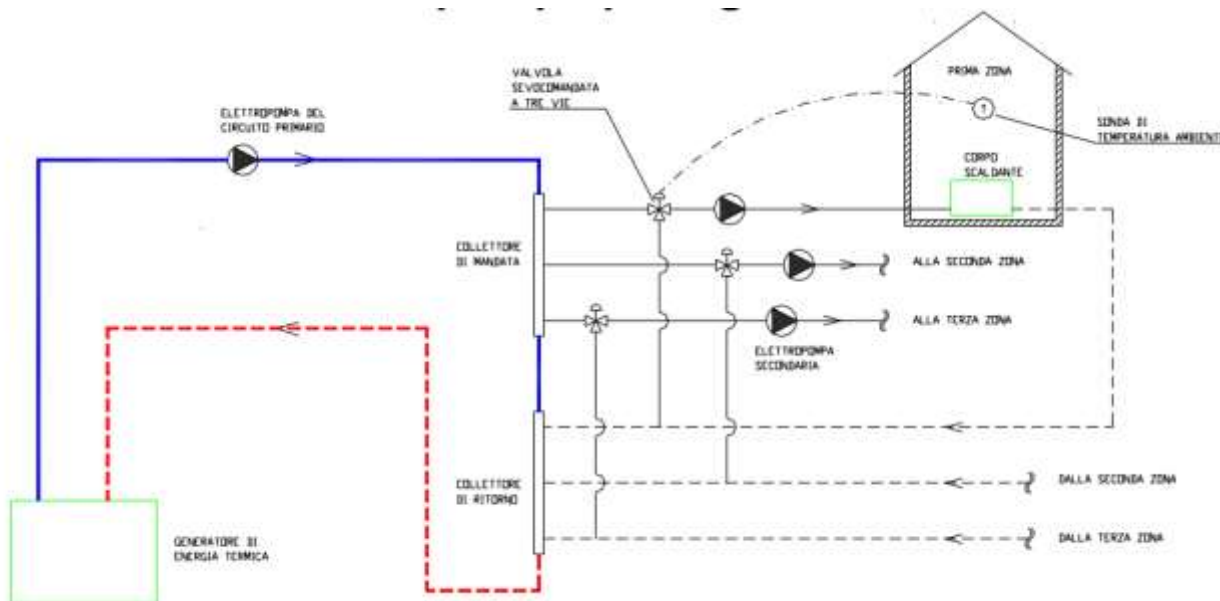 ELETTROPOMPA DEL
CIRCUITO PRIMARIO
VALVOLA
SEVOCOMANDATA
A TRE VIE
PRIMA ZONA
T
SONDA DI
TEMPERATURA AMBIENT
CORPO
SCALDANTE
COLLETTORE
DI MANDATA
ALLA SECONDA ZONA
ALLA TERZA ZONA
ELETTROPOMPA
SECONDARIA
COLLETTORE
DI RITORNO
DALLA SECONDA ZONA
DALLA TERZA ZONA
GENERATORE DI
ENERGIA TERMICA